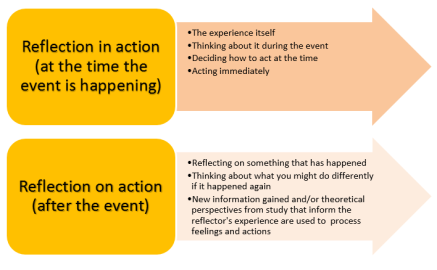 Reflection in action
(at the time the
event is happening)
•The experience itself
•Thinking about it during the event
•Deciding how to act at the time
•Acting immediately
Reflection on action
(after the event)
•Reflecting on something that has happened
•Thinking about what you might do differently
if it happened again
•New information gained and/or theoretical
perspectives from study that inform the
reflector's experience are used to process
feelings and actions